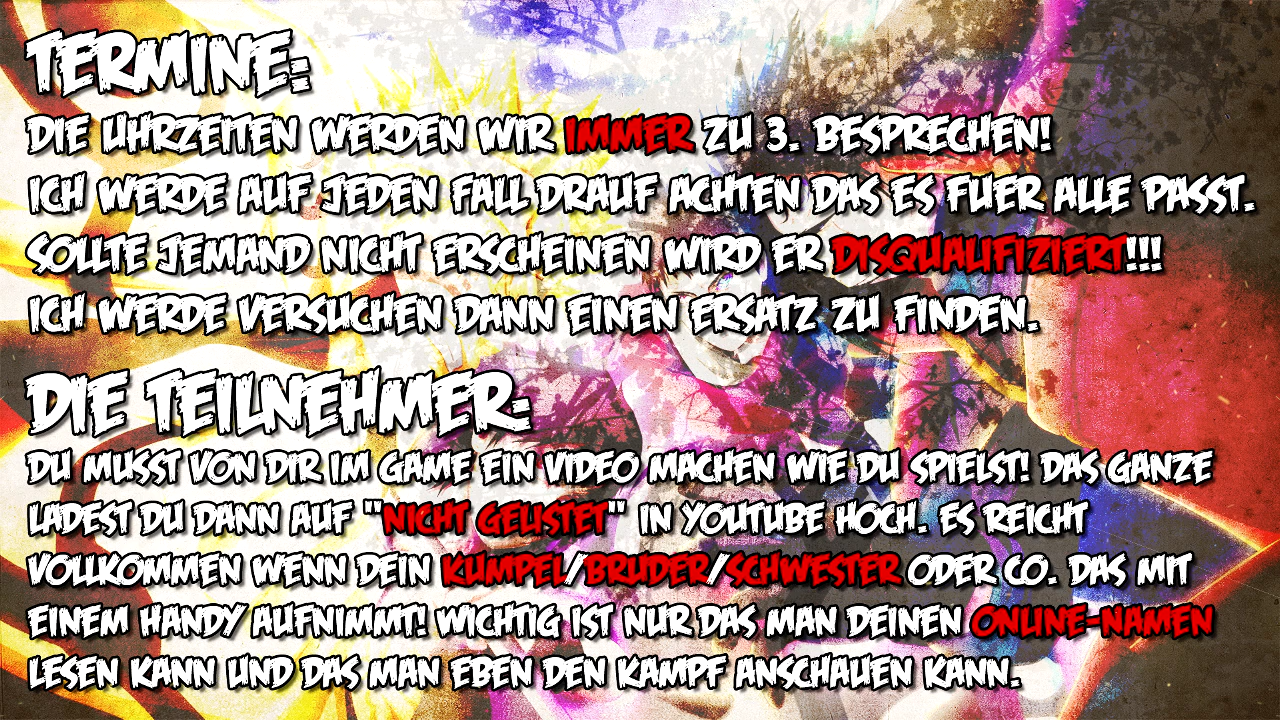 TERMINE:
DIE UHRZEITEN WERDEN WIR IMMER ZU 3. BESPRECHEN!
ICH WERDE AUF JEDEN FALL DRAUF ACHTEN DAS ES FUER ALLE PASST.
SOLLTE JEMAND NICHT ERSCHEINEN WIRD ER DISQUALIFIZIERT!!!
ICH WERDE VERSUCHEN DANN EINEN ERSATZ ZU FINDEN.
DIE TEILNEHMER:
DU MUSST VON DIR IM GAME EIN VIDEO MACHEN WIE DU SPIELST! DAS GANZE
LADEST DU DANN AUF "NICHT GELISTET" IN YOUTUBE HOCH. ES REICHT
VOLLKOMMEN WENN DEIN KUMPEL/BRUDER/SCHWESTER ODER CO. DAS MIT
EINEM HANDY AUFNIMMT! WICHTIG IST NUR DAS MAN DEINEN ONLINE-NAMEN
LESEN KANN UND DAS MAN EBEN DEN KAMPF ANSCHAUEN KANN.